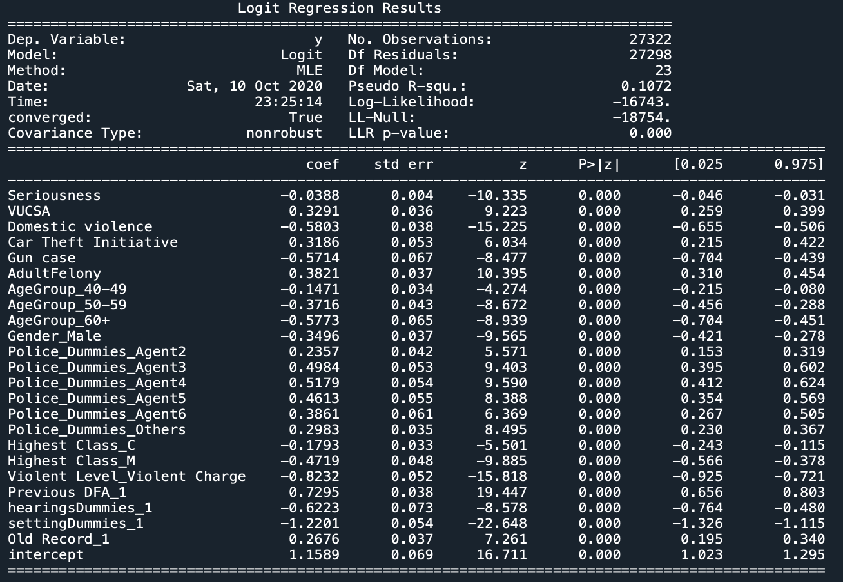 Logit Regression Results
==============================================================================
Dep. Variable: y No. Observations: 27322
Model: Logit Df Residuals: 27298
Method: MLE Df Model: 23
Date: Sat, 10 Oct 2020 Pseudo R-squ.: 0.1072
Time: 23:25:14 Log-Likelihood: -16743.
converged: True LL-Null: -18754.
Covariance Type: nonrobust LLR p-value: 0.000
==============================================================================
coef std err z P>|z| [0.025 0.975]
------------------------------------------------------------------------------
Seriousness -0.0388 0.004 -10.335 0.000 -0.046 -0.031
VUCSA 0.3291 0.036 9.223 0.000 0.259 0.399
Domestic violence -0.5803 0.038 -15.225 0.000 -0.655 -0.506
Car Theft Initiative 0.3186 0.053 6.034 0.000 0.215 0.422
Gun case -0.5714 0.067 -8.477 0.000 -0.704 -0.439
AdultFelony 0.3821 0.037 10.395 0.000 0.310 0.454
AgeGroup_40-49 -0.1471 0.034 -4.274 0.000 -0.215 -0.080
AgeGroup_50-59 -0.3716 0.043 -8.672 0.000 -0.456 -0.288
AgeGroup_60+ -0.5773 0.065 -8.939 0.000 -0.704 -0.451
Gender_Male -0.3496 0.037 -9.565 0.000 -0.421 -0.278
Police_Dummies_Agent2 0.2357 0.042 5.571 0.000 0.153 0.319
Police_Dummies_Agent3 0.4984 0.053 9.403 0.000 0.395 0.602
Police_Dummies_Agent4 0.5179 0.054 9.590 0.000 0.412 0.624
Police_Dummies_Agent5 0.4613 0.055 8.388 0.000 0.354 0.569
Police_Dummies_Agent6 0.3861 0.061 6.369 0.000 0.267 0.505
Police_Dummies_Others 0.2983 0.035 8.495 0.000 0.230 0.367
Highest Class_C -0.1793 0.033 -5.501 0.000 -0.243 -0.115
Highest Class_M -0.4719 0.048 -9.885 0.000 -0.566 -0.378
Violent Level_Violent Charge -0.8232 0.052 -15.818 0.000 -0.925 -0.721
Previous DFA_1 0.7295 0.038 19.447 0.000 0.656 0.803
hearingsDummies_1 -0.6223 0.073 -8.578 0.000 -0.764 -0.480
settingDummies_1 -1.2201 0.054 -22.648 0.000 -1.326 -1.115
Old Record_1 0.2676 0.037 7.261 0.000 0.195 0.340
intercept 1.1589 0.069 16.711 0.000 1.023 1.295
==============================================================================